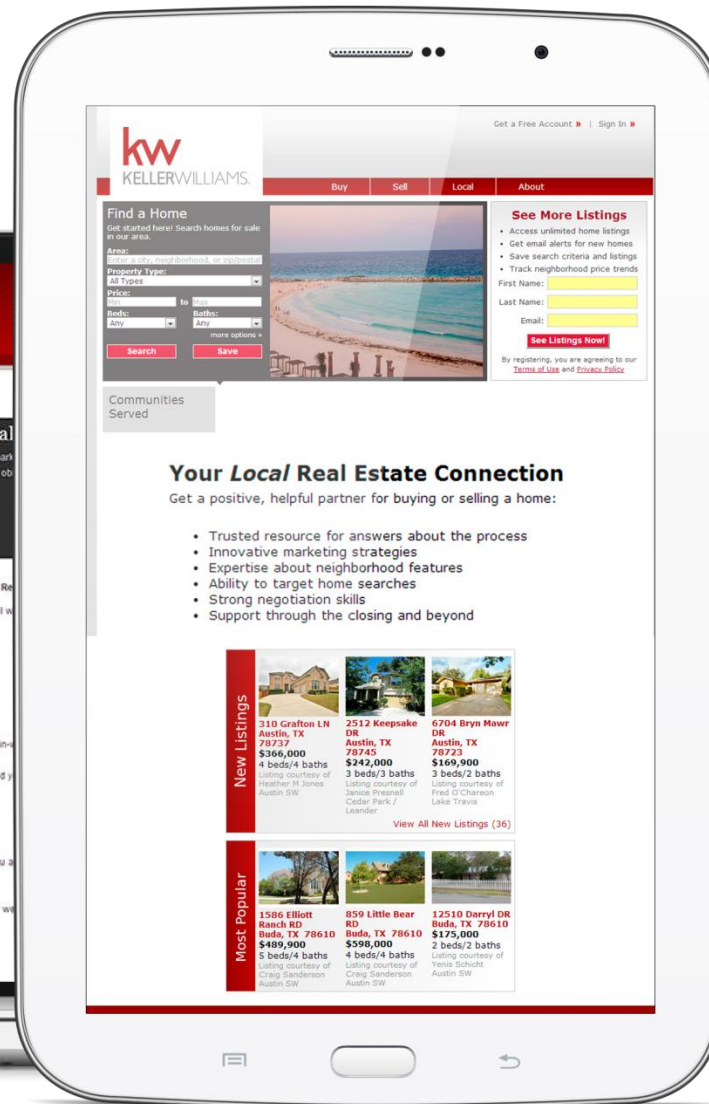 Get a Free Account » | Sign In »
kw
KELLERWILLIAMS.
Buy Sell Local About
Find a Home
Get started here! Search homes for sale
in our area.
Area:
Enter a city, neighborhood, or zip/postal
Property Type:
All Types
Price:
Min to Max
Beds: Baths:
Any Any
more options »
Search Save
See More Listings
• Access unlimited home listings
• Get email alerts for new homes
• Save search criteria and listings
• Track neighborhood price trends
First Name:
Last Name:
Email:
See Listings Now!
By registering, you are agreeing to our
Terms of Use and Privacy Policy
Communities
Served
Your Local Real Estate Connection
Get a positive, helpful partner for buying or selling a home:
• Trusted resource for answers about the process
• Innovative marketing strategies
• Expertise about neighborhood features
• Ability to target home searches
• Strong negotiation skills
• Support through the closing and beyond
New Listings
310 Grafton LN
Austin, TX
78737
$366,000
4 beds/4 baths
Listing courtesy of
Heather M Jones
Austin SW
2512 Keepsake
DR
Austin, TX
78745
$242,000
3 beds/3 baths
Listing courtesy of
Janice Presnell
Cedar Park /
Leander
6704 Bryn Mawr
DR
Austin, TX
78723
$169,900
3 beds/2 baths
Listing courtesy of
Fred O'Chareon
Lake Travis
View All New Listings (36)
Most Popular
1586 Elliott
Ranch RD
Buda, TX 78610
$489,900
5 beds/4 baths
Listing courtesy of
Craig Sanderson
Austin SW
859 Little Bear
RD
Buda, TX 78610
$598,000
4 beds/4 baths
Listing courtesy of
Craig Sanderson
Austin SW
12510 Darryl DR
Buda, TX 78610
$175,000
2 beds/2 baths
Listing courtesy of
Yenis Schicht
Austin SW